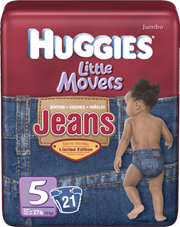 Jumbo
HUGGIES
Little
Movers
DIAPERS • COUCHES • PAÑALES
Jeans
Limited Edition
5
21